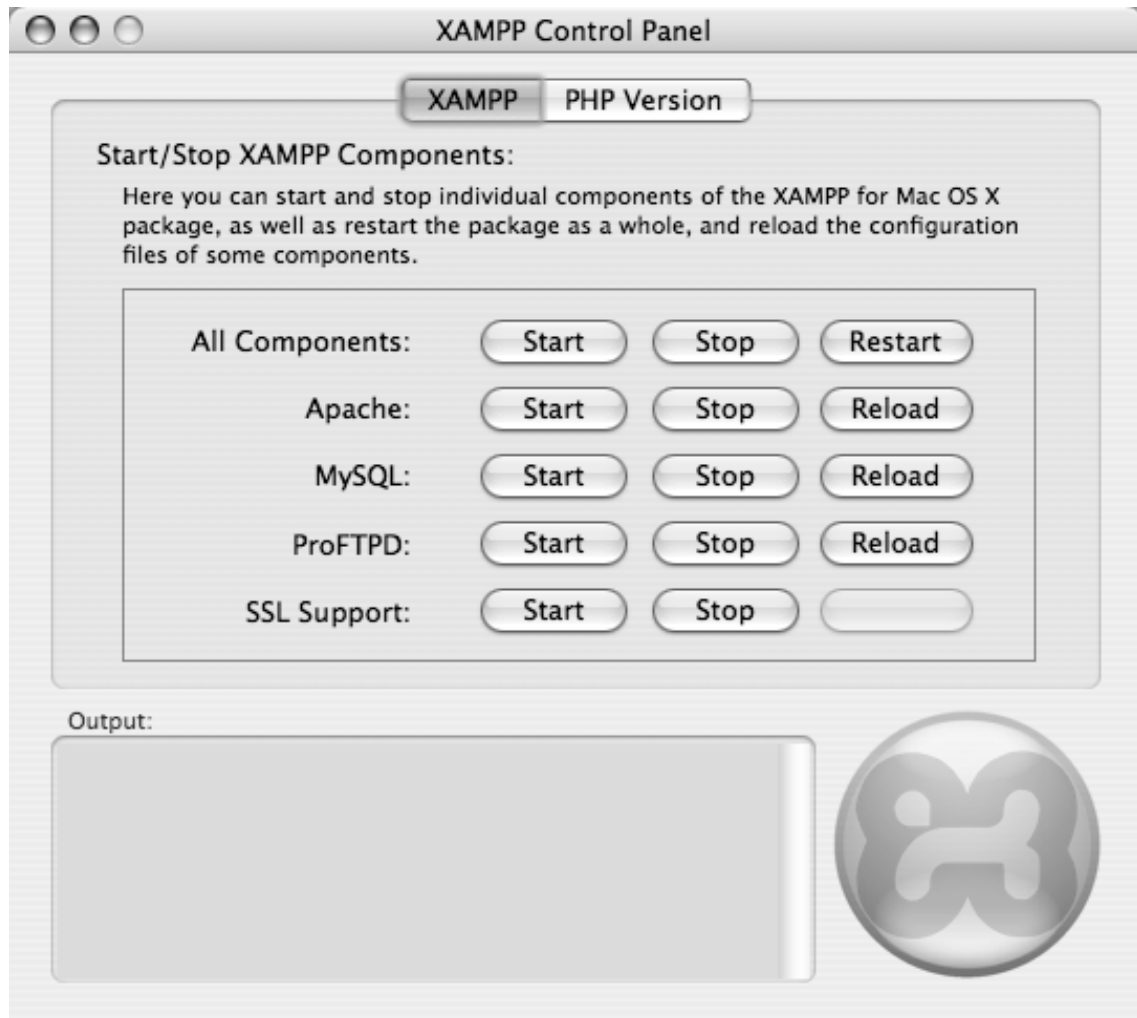 XAMPP Control Panel
XAMPP PHP Version
Start/Stop XAMPP Components:
Here you can start and stop individual components of the XAMPP for Mac OS X
package, as well as restart the package as a whole, and reload the configuration
files of some components.
All Components: Start Stop Restart
Apache: Start Stop Reload
MySQL: Start Stop Reload
ProFTPD: Start Stop Reload
SSL Support: Start Stop
Output: